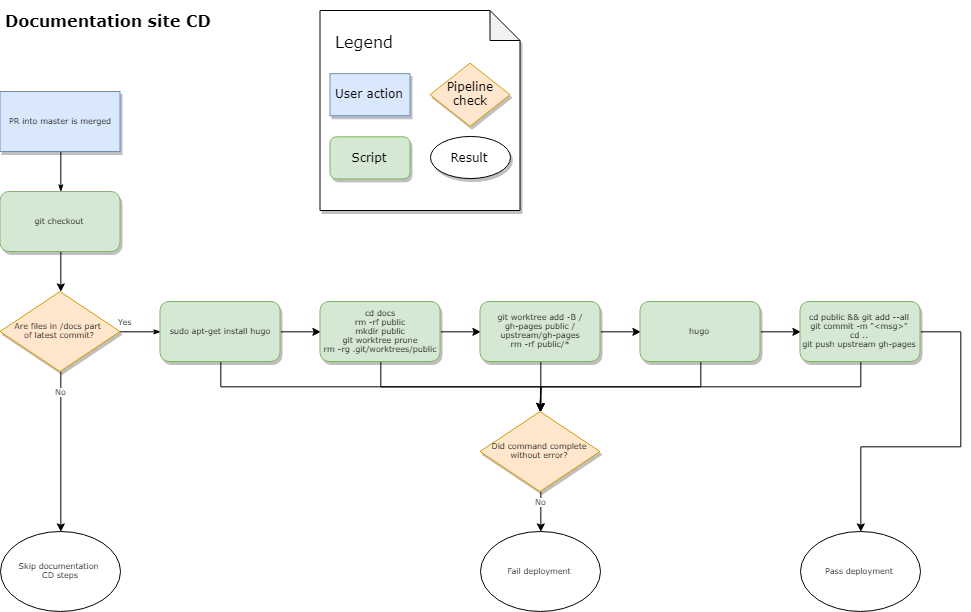 Documentation site CD
Legend
User action
Pipeline
check
Script
Result
PR into master is merged
git checkout
Are files in /docs part
of latest commit?
Yes
No
sudo apt-get install hugo
cd docs
rm -rf public
mkdir public
git worktree prune
rm -rg .git/worktrees/public
git worktree add -B /
gh-pages public /
upstream/gh-pages
rm -rf public/*
hugo
cd public && git add --all
git commit -m "<msg>"
cd ..
git push upstream gh-pages
Did command complete
without error?
No
Skip documentation
CD steps
Fail deployment
Pass deployment